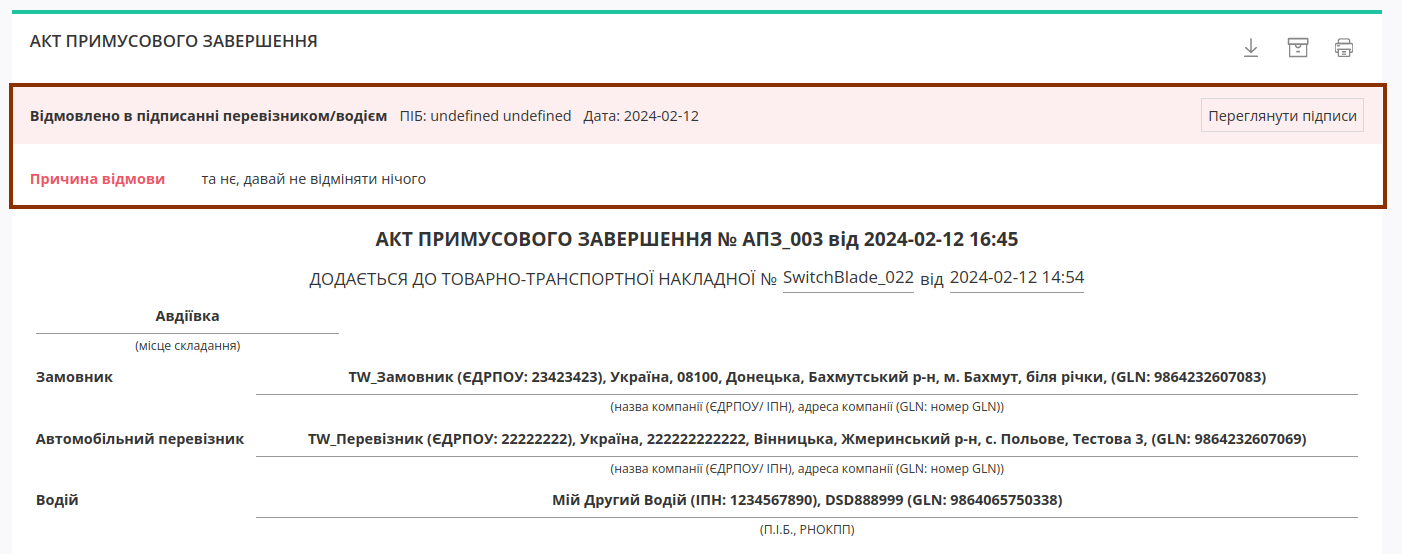 АКТ ПРИМУСОВОГО ЗАВЕРШЕННЯ
Відмовлено в підписанні перевізником/водієм ПІБ: undefined undefined Дата: 2024-02-12 Переглянути підписи
Причина відмови та нє, давай не відміняти нічого
АКТ ПРИМУСОВОГО ЗАВЕРШЕННЯ № АПЗ_003 від 2024-02-12 16:45
ДОДАЄТЬСЯ ДО ТОВАРНО-ТРАНСПОРТНОЇ НАКЛАДНОЇ № SwitchBlade_022 від 2024-02-12 14:54
Авдіївка
(місце складання)
Замовник TW_Замовник (ЄДРПОУ: 23423423), Україна, 08100, Донецька, Бахмутський р-н, м. Бахмут, біля річки, (GLN: 9864232607083)
(назва компанії (ЄДРПОУ/ ІПН), адреса компанії (GLN: номер GLN))
Автомобільний перевізник TW_Перевізник (ЄДРПОУ: 22222222), Україна, 222222222222, Вінницька, Жмеринський р-н, с. Польове, Тестова 3, (GLN: 9864232607069)
(назва компанії (ЄДРПОУ/ ІПН), адреса компанії (GLN: номер GLN))
Водій Мій Другий Водій (ІПН: 1234567890), DSD888999 (GLN: 9864065750338)
(П.І.Б., РНОКПП)